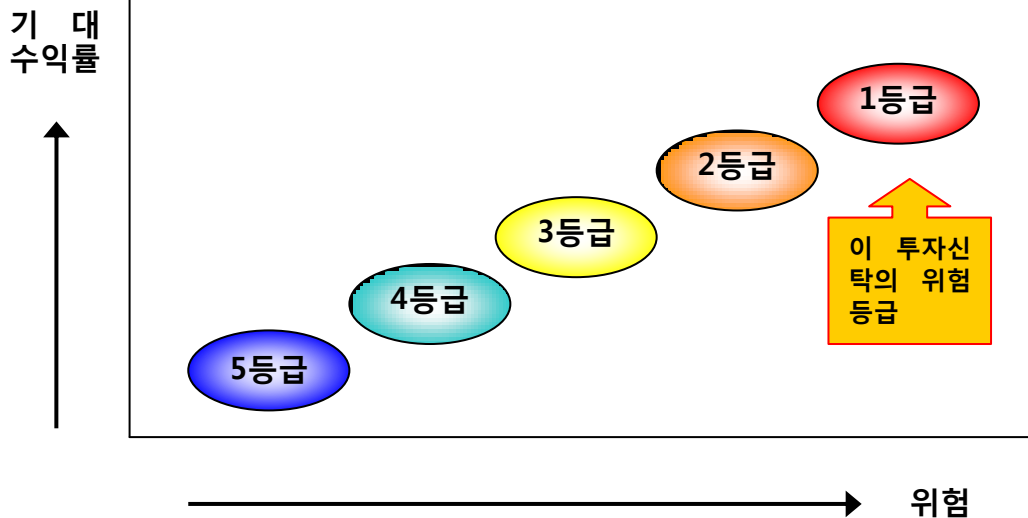 기 대
수익률
1등급
2등급
3등급
4등급
5등급
이 투자신
탁의 위험
등급
위험